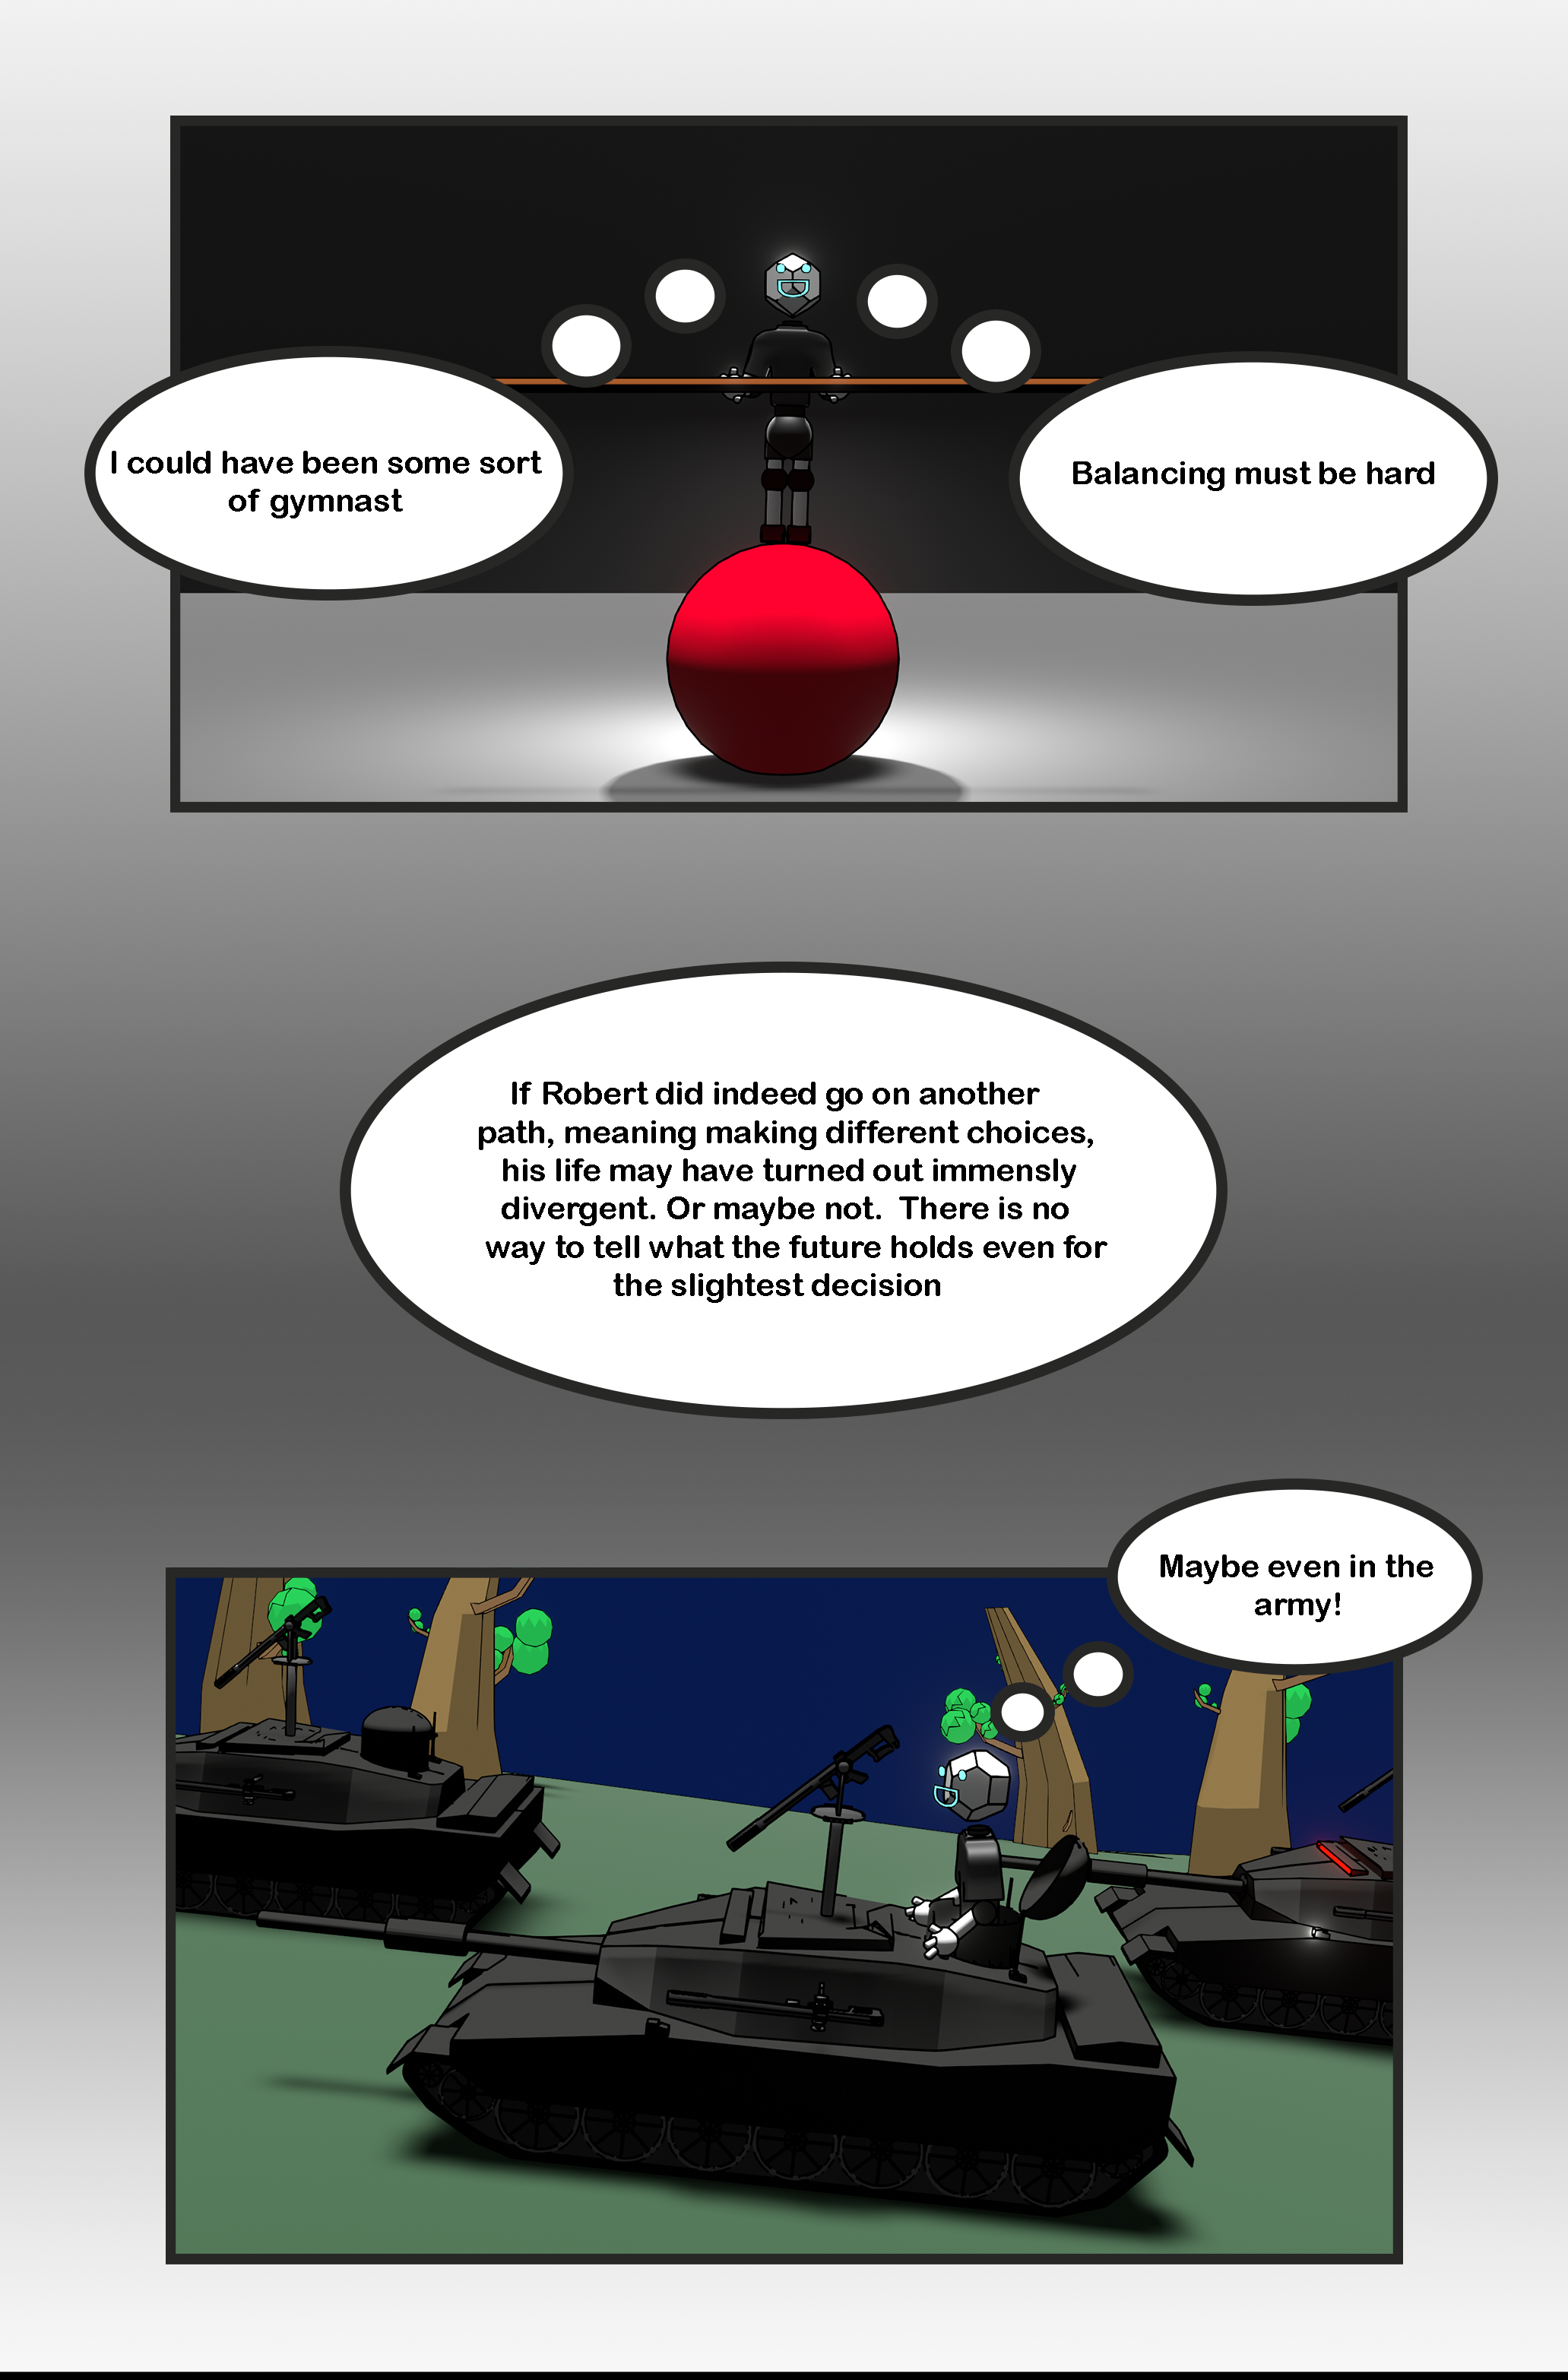 I could have been some sort
of gymnast
Balancing must be hard
If Robert did indeed go on another
path, meaning making different choices,
his life may have turned out immensly
divergent. Or maybe not.  There is no
way to tell what the future holds even for
the slightest decision
Maybe even in the
army!